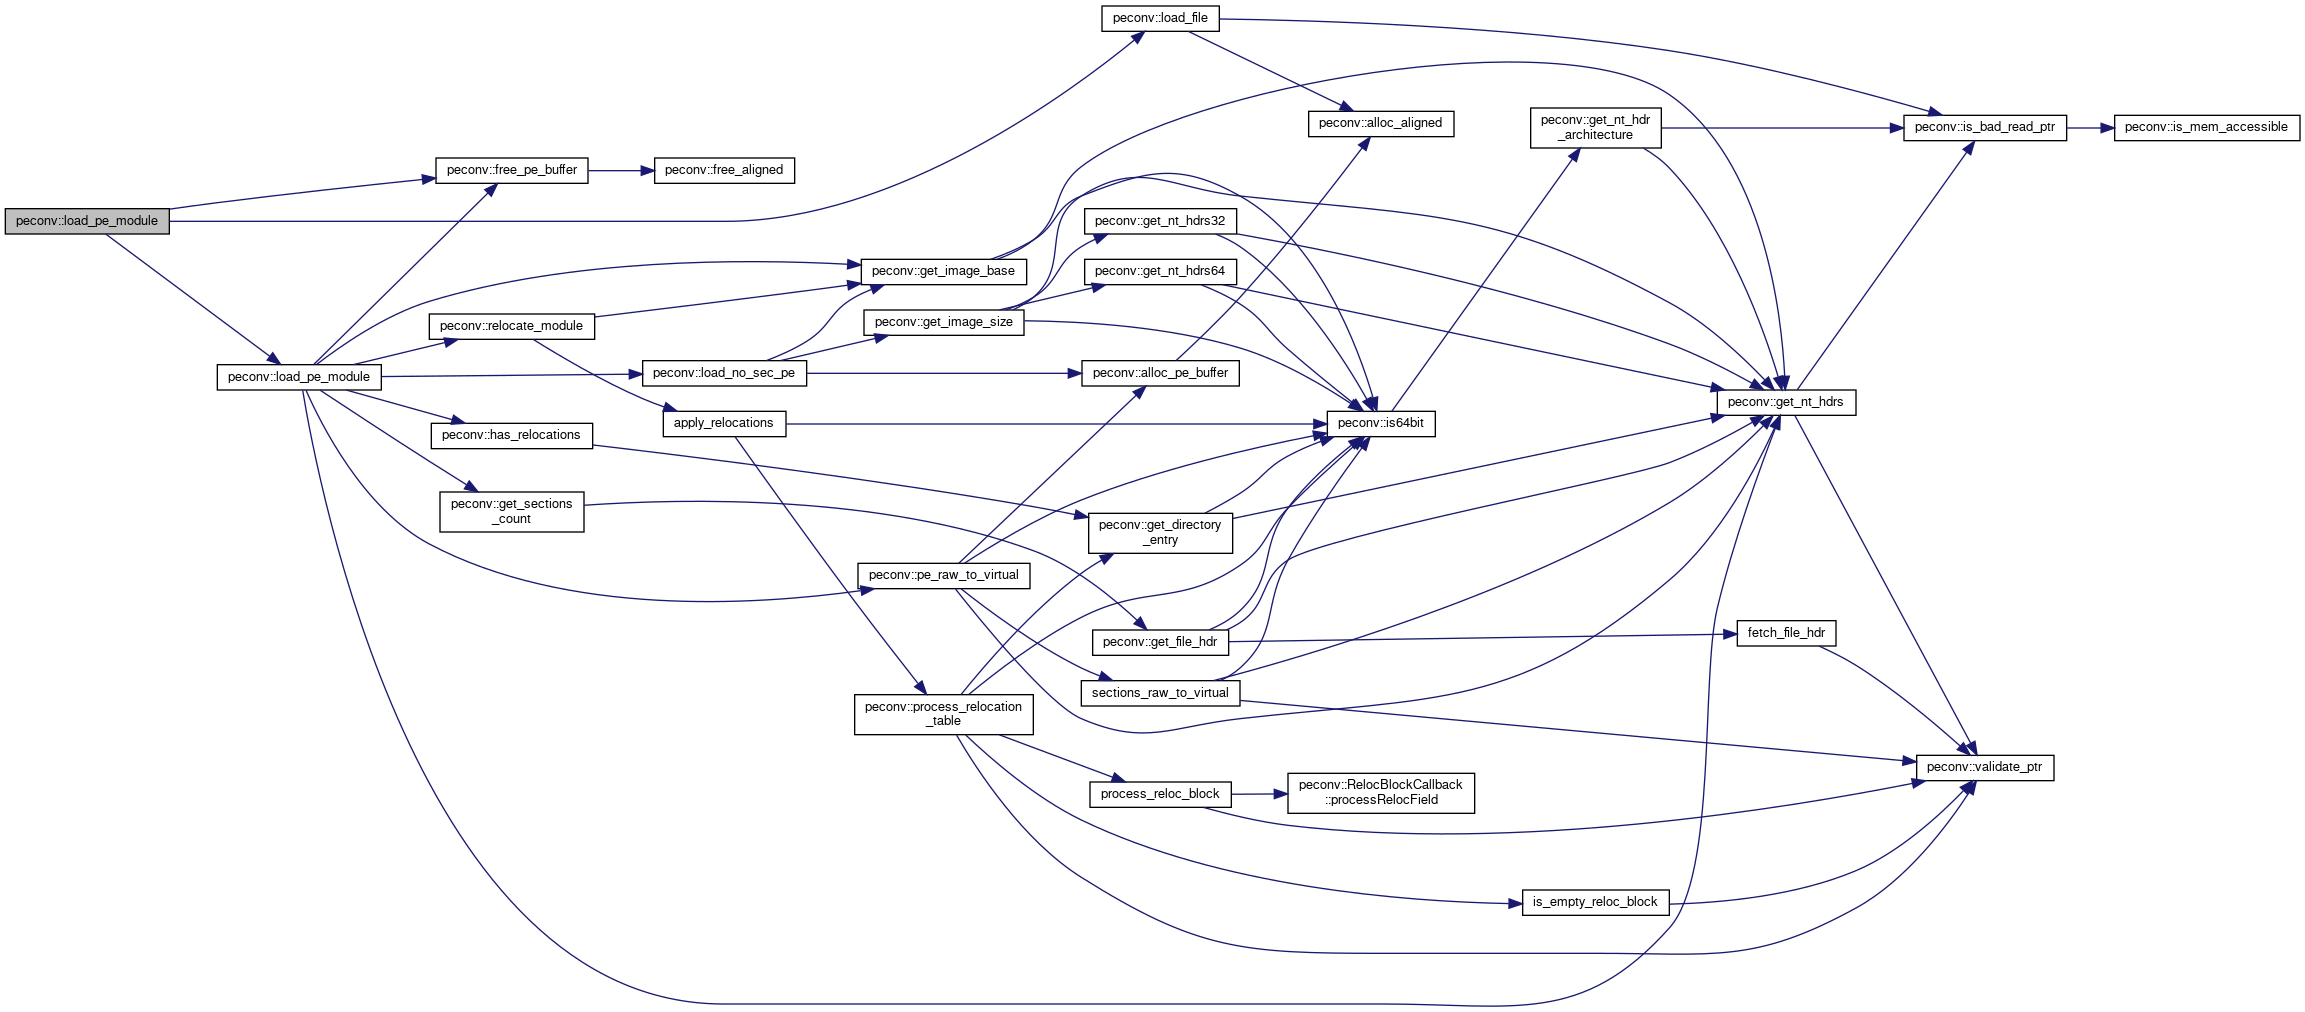 peconv::load_file
peconv::alloc_aligned
peconv::get_nt_hdr
_architecture
peconv::is_bad_read_ptr
peconv::is_mem_accessible
peconv::free_pe_buffer
peconv::free_aligned
peconv::load_pe_module
peconv::get_nt_hdrs32
peconv::get_image_base
peconv::get_nt_hdrs64
peconv::relocate_module
peconv::get_image_size
peconv::load_pe_module
peconv::load_no_sec_pe
peconv::alloc_pe_buffer
peconv::get_nt_hdrs
apply_relocations
peconv::is64bit
peconv::has_relocations
peconv::get_sections
_count
peconv::get_directory
_entry
peconv::pe_raw_to_virtual
peconv::get_file_hdr
fetch_file_hdr
sections_raw_to_virtual
peconv::process_relocation
_table
peconv::validate_ptr
process_reloc_block
peconv::RelocBlockCallback
::processRelocField
is_empty_reloc_block